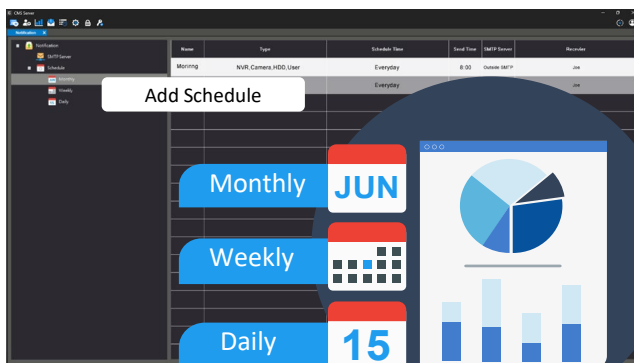 CMS Server
Notification X
Notification
SMTP Server
Schedule
Monthly
Weekly
Daily
Name Type Schedule Time Send Time SMTP Server Receiver
Morinng NVR,Camera,HDD,User Everyday 8:00 Outside SMTP Joe
Everyday Joe
Add Schedule
Monthly JUN
Weekly
Daily 15